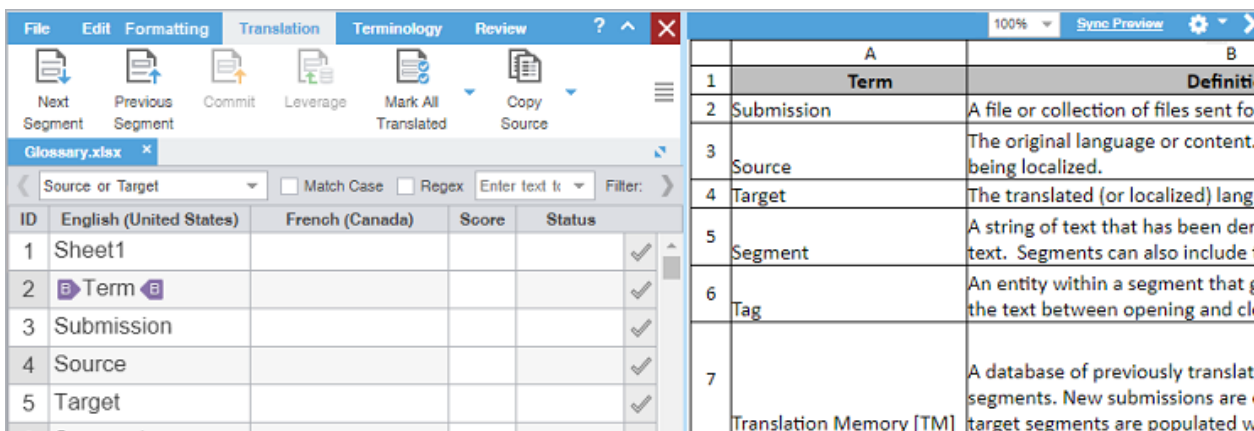 File Edit Formatting Translation Terminology Review ?
Next Segment
Previous Segment
Commit
Leverage
Mark All Translated
Copy Source
Glossary.xlsx ×
Source or Target Match Case Regex Enter text Filter:
ID English (United States) French (Canada) Score Status
1 Sheet1
2 B Term B
3 Submission
4 Source
5 Target
100% Sync Preview
A B
1 Term
2 Submission A file or collection of files sent
3 Source The original language or content.
being localized.
4 Target The translated (or localized)
5 Segment A string of text that has been
text. Segments can also include
6 Tag An entity within a segment that
the text between opening and
7 Translation Memory [TM] A database of previously
segments. New submissions are
target segments are populated